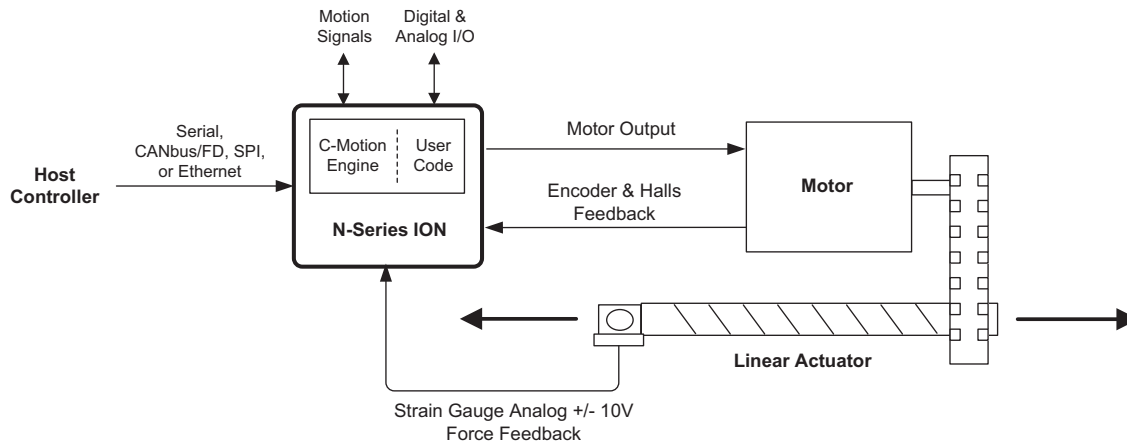 Motion
Signals
Digital &
Analog I/O
Serial,
CANbus/FD, SPI,
or Ethernet
Host
Controller
C-Motion
Engine
User
Code
N-Series ION
Motor Output
Encoder & Halls
Feedback
Motor
Linear Actuator
Strain Gauge Analog +/- 10V
Force Feedback